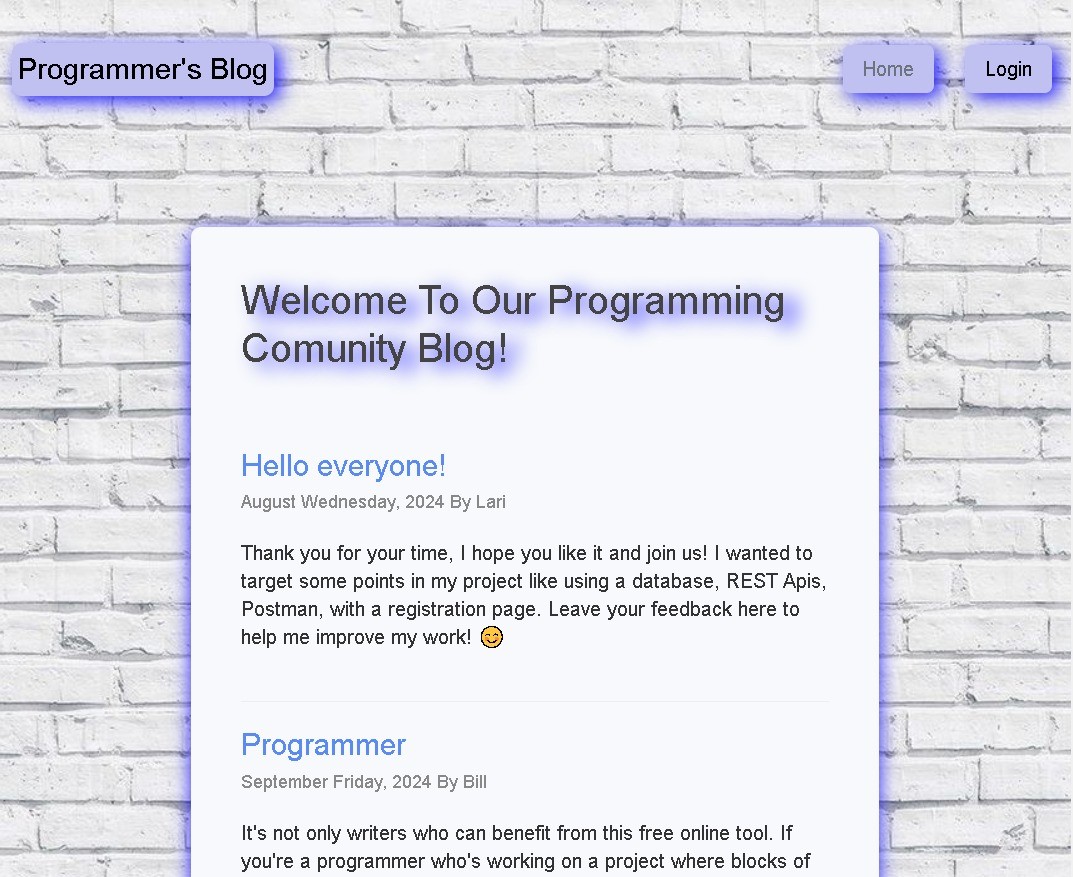 Programmer's Blog
Home
Login
Welcome To Our Programming
Comunity Blog!
Hello everyone!
August Wednesday, 2024 By Lari
Thank you for your time, I hope you like it and join us! I wanted to
target some points in my project like using a database, REST Apis,
Postman, with a registration page. Leave your feedback here to
help me improve my work! 😊
Programmer
September Friday, 2024 By Bill
It's not only writers who can benefit from this free online tool. If
you're a programmer who's working on a project where blocks of